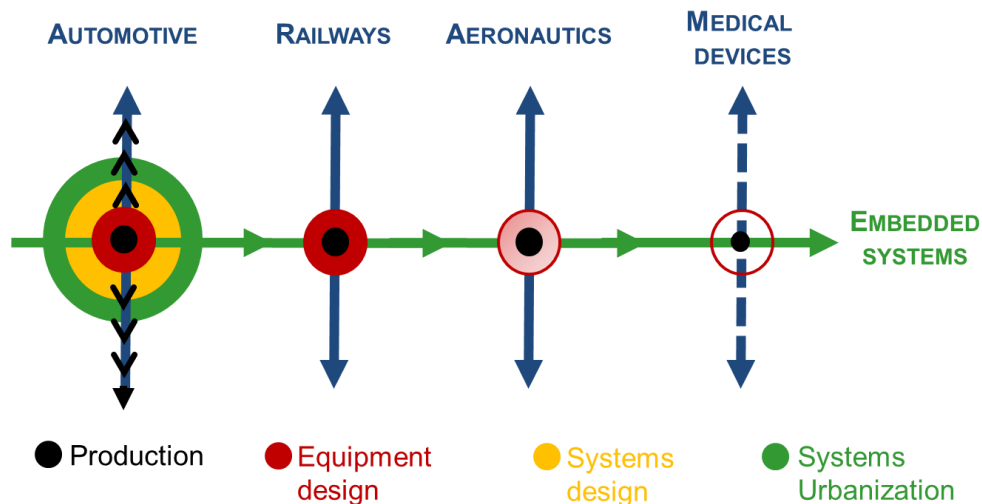 AUTOMOTIVE
RAILWAYS
AERONAUTICS
MEDICAL
DEVICES
EMBEDDED
SYSTEMS
Production
Equipment
design
Systems
design
Systems
Urbanization